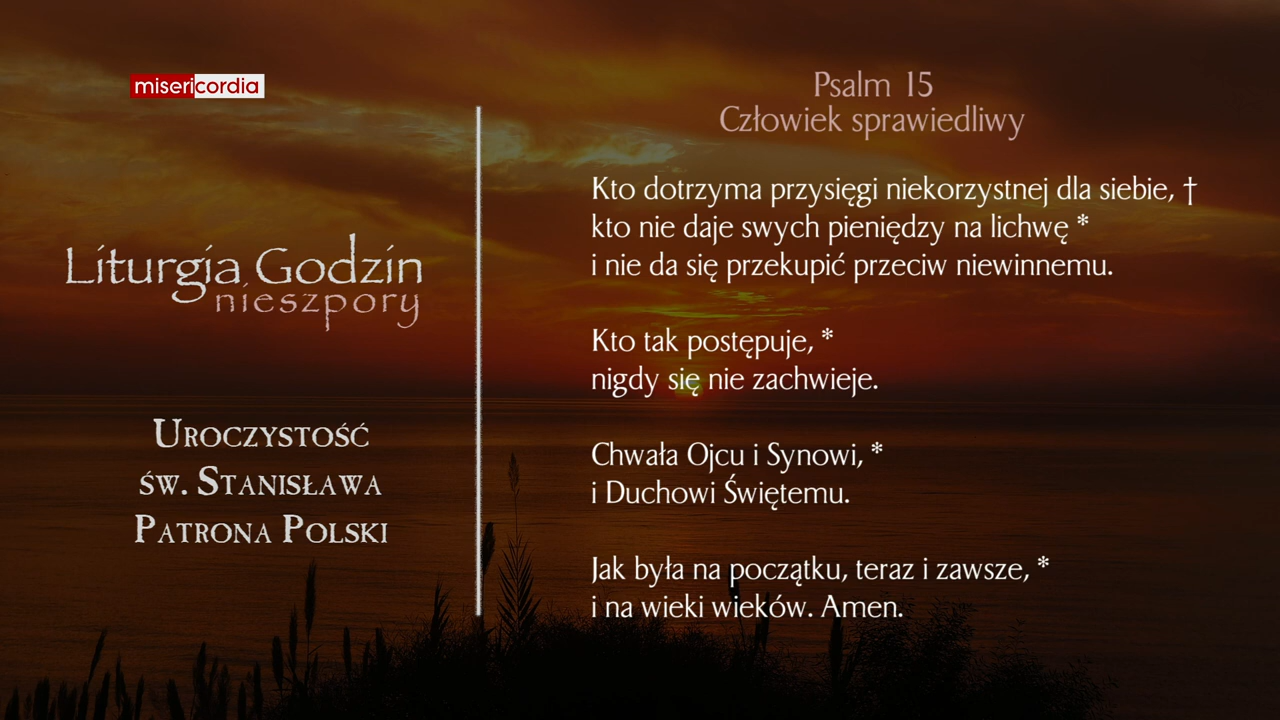 misericordia
Liturgia Godzin
nieszpory
Uroczystość
św. Stanisława
Patrona Polski
Psalm 15
Człowiek sprawiedliwy
Kto dotrzyma przysięgi niekorzystnej dla siebie, †
kto nie daje swych pieniędzy na lichwę *
i nie da się przekupić przeciw niewinnemu.
Kto tak postępuje, *
nigdy się nie zachwieje.
Chwała Ojcu i Synowi, *
i Duchowi Świętemu.
Jak była na początku, teraz i zawsze, *
i na wieki wieków. Amen.